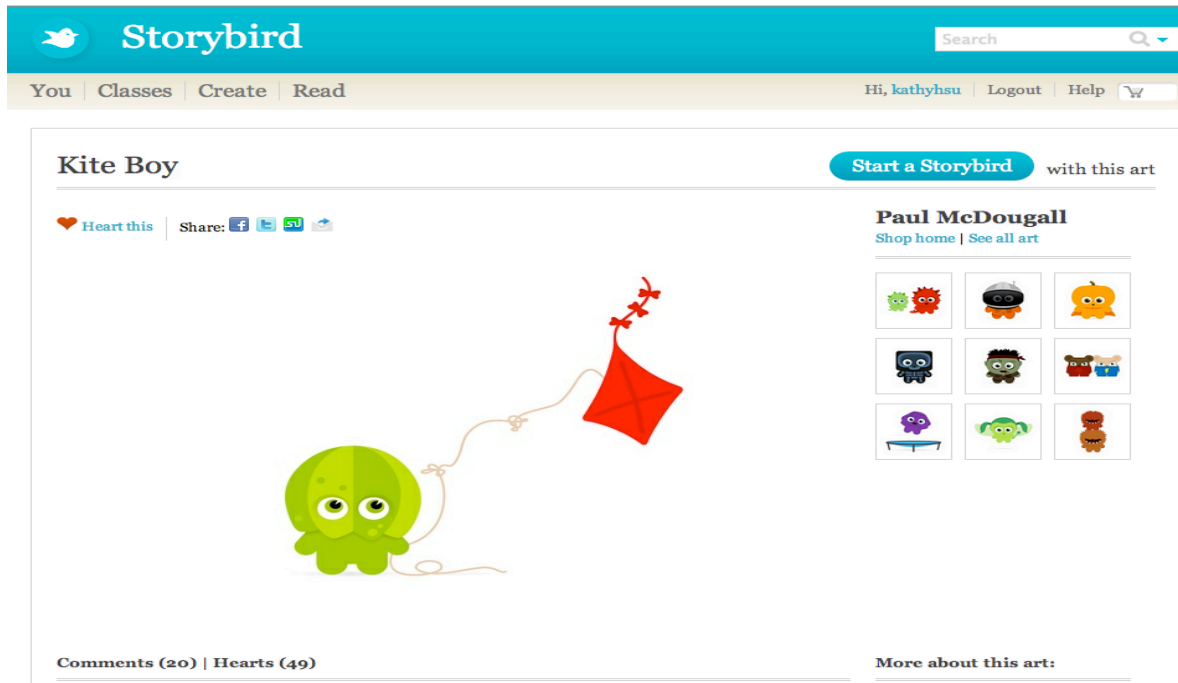 Storybird
Search
You | Classes | Create | Read
Hi, kathyhsu | Logout | Help
Kite Boy
Start a Storybird with this art
Heart this | Share:
Paul McDougall
Shop home | See all art
Comments (20) | Hearts (49)
More about this art: